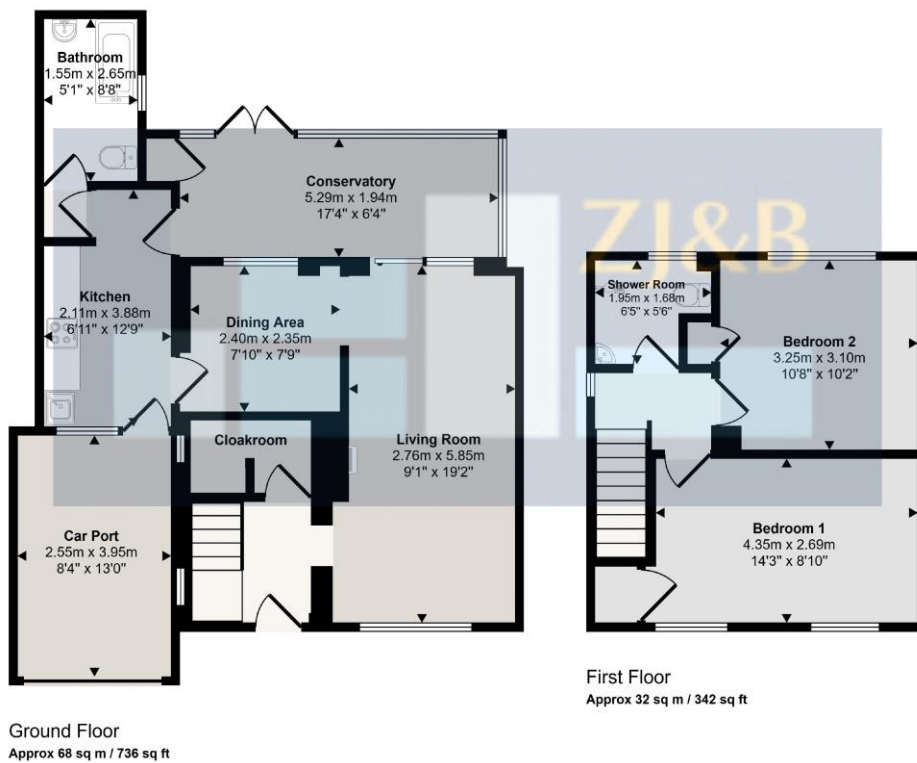 Bathroom
1.55m x 2.65m
5'1" x 8'8"
Conservatory
5.29m x 1.94m
17'4" x 6'4"
ZJ&B
Kitchen
2.11m x 3.88m
6'11" x 12'9"
Dining Area
2.40m x 2.35m
7'10" x 7'9"
Shower Room
1.95m x 1.68m
6'5" x 5'6"
Bedroom 2
3.25m x 3.10m
10'8" x 10'2"
Cloakroom
Living Room
2.76m x 5.85m
9'1" x 19'2"
Car Port
2.55m x 3.95m
8'4" x 13'0"
Bedroom 1
4.35m x 2.69m
14'3" x 8'10"
First Floor
Approx 32 sq m / 342 sq ft
Ground Floor
Approx 68 sq m / 736 sq ft